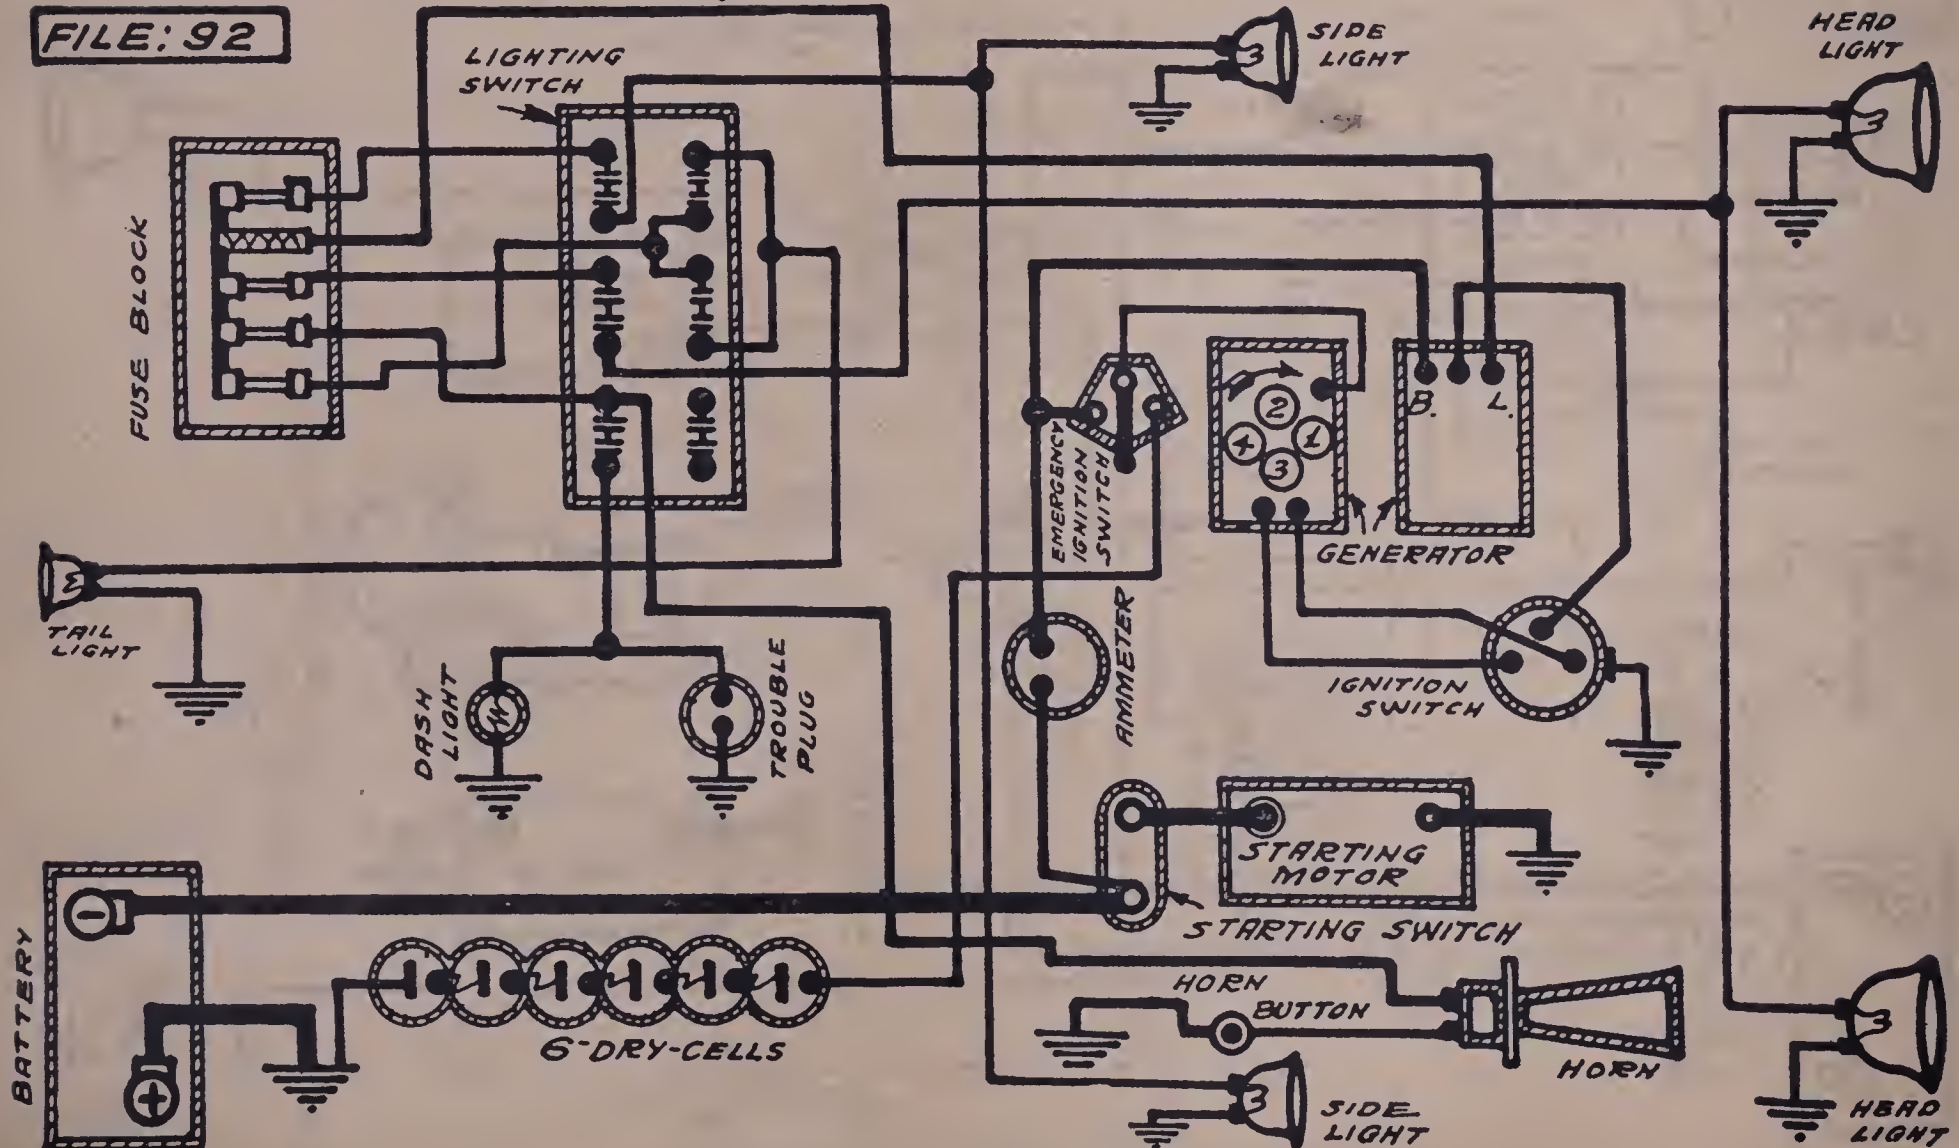 FILE: 92
LIGHTING
SWITCH
SIDE
LIGHT
HEAD
LIGHT
FUSE BLOCK
B. L.
2
4 1
3
EMERGENCY
IGNITION
SWITCH
GENERATOR
TAIL
LIGHT
DASH
LIGHT
TROUBLE
PLUG
AMMETER
IGNITION
SWITCH
STARTING
MOTOR
STARTING SWITCH
BATTERY
-
+
6-DRY-CELLS
HORN
BUTTON
HORN
SIDE
LIGHT
HEAD
LIGHT